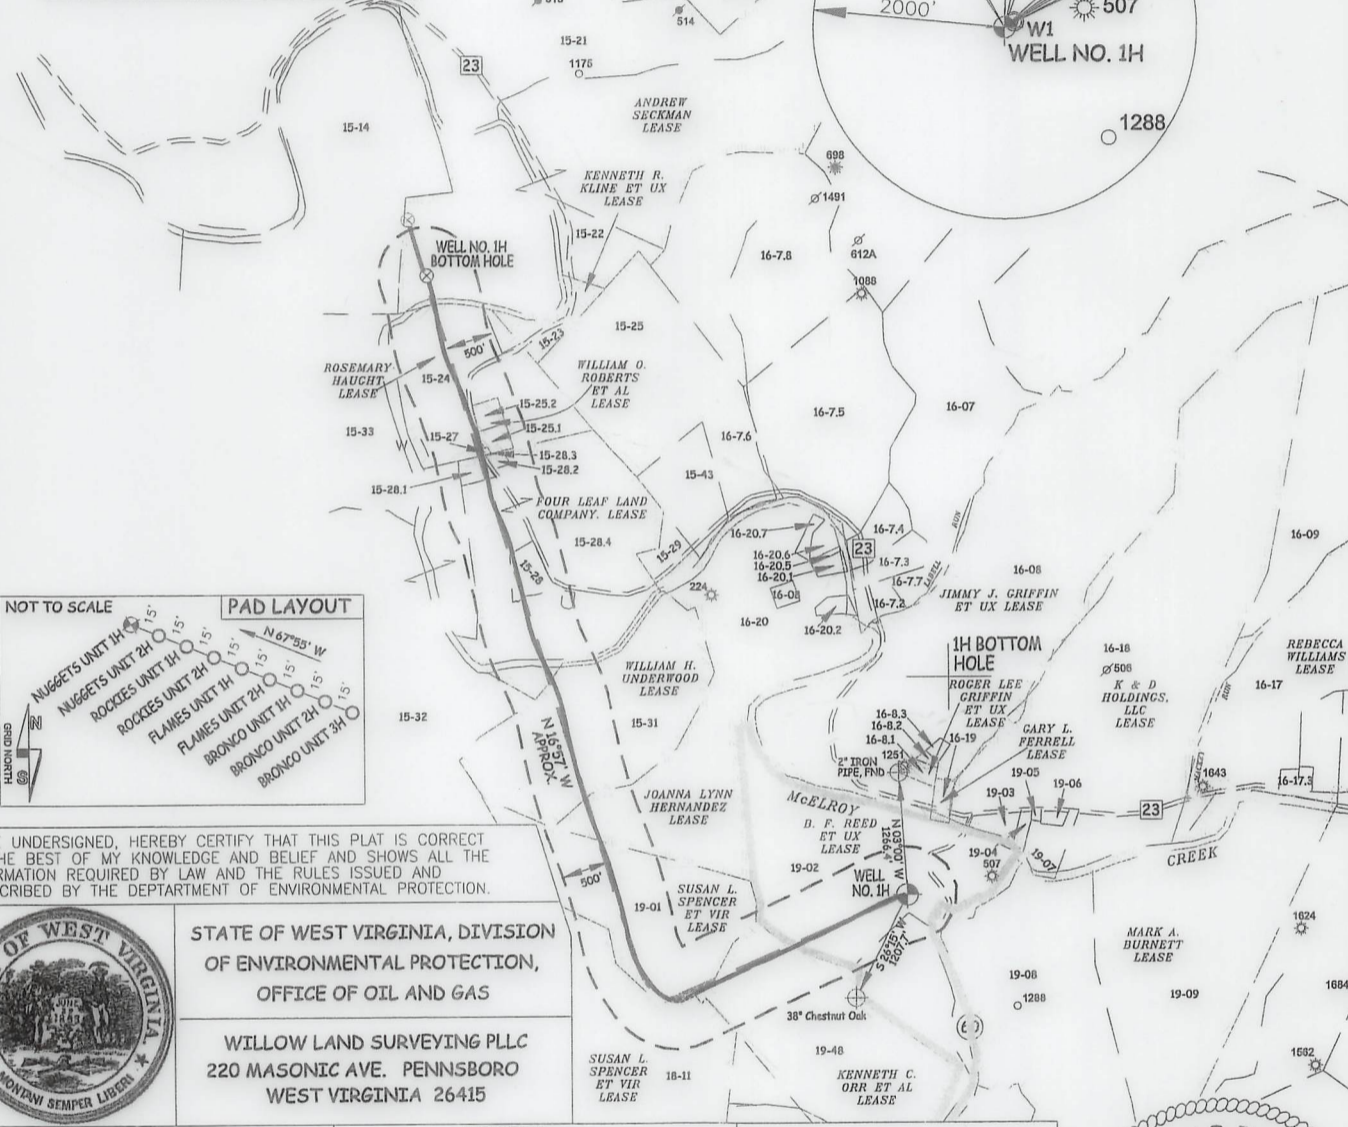 514
15-21
1175
23
15-14
ANDREW
SECKMAN
LEASE
2000'
507
W1
WELL NO. 1H
1288
KENNETH R.
KLINE ET UX
LEASE
698
1491
15-22
WELL NO. 1H
BOTTOM HOLE
16-7.8
612A
1088
15-25
500'
15-23
ROSEMARY
HAUGHT
LEASE
15-24
WILLIAM O.
ROBERTS
ET AL
LEASE
15-25.2
15-25.1
15-33
15-27
15-28.3
15-28.2
15-28.1
16-7.5
16-07
16-7.6
15-43
FOUR LEAF LAND
COMPANY. LEASE
15-28.4
15-29
15-28
224
16-20.7
16-20.6
16-20.5
16-20.1
16-08
16-20.2
16-20
23
16-7.4
16-7.3
16-7.7
16-7.2
RUN
16-08
JIMMY J. GRIFFIN
ET UX LEASE
16-09
NOT TO SCALE
PAD LAYOUT
15'
15'
15'
15'
15'
15'
15'
15'
N 67°55' W
NUGGETS UNIT 1H
NUGGETS UNIT 2H
ROCKIES UNIT 1H
ROCKIES UNIT 2H
FLAMES UNIT 1H
FLAMES UNIT 2H
BRONCO UNIT 1H
BRONCO UNIT 2H
BRONCO UNIT 3H
GRID NORTH
N
15-32
WILLIAM H.
UNDERWOOD
LEASE
15-31
N 16°57' W
APPROX.
1H BOTTOM
HOLE
ROGER LEE
GRIFFIN
ET UX
LEASE
16-8.3
16-8.2
16-8.1
1251
16-19
2" IRON
PIPE, FND
GARY L.
FERRELL
LEASE
19-03
19-05
19-06
16-18
506
K & D
HOLDINGS,
LLC
LEASE
REBECCA
WILLIAMS
LEASE
16-17
RUN
1643
16-17.3
23
JOANNA LYNN
HERNANDEZ
LEASE
McELROY
CREEK
B. F. REED
ET UX
LEASE
N 03°00' W
1266.4'
19-04
507
19-07
19-02
WELL
NO. 1H
UNDERSIGNED, HEREBY CERTIFY THAT THIS PLAT IS CORRECT
HE BEST OF MY KNOWLEDGE AND BELIEF AND SHOWS ALL THE
RMATION REQUIRED BY LAW AND THE RULES ISSUED AND
CRIBED BY THE DEPTARTMENT OF ENVIRONMENTAL PROTECTION.
500'
19-01
SUSAN L.
SPENCER
ET VIR
LEASE
S 26°15' W
1207.7'
38" Chestnut Oak
60
19-08
1288
MARK A.
BURNETT
LEASE
19-09
1624
1684
1582
OF WEST VIRGINIA
MONTANI SEMPER LIBERI
STATE OF WEST VIRGINIA, DIVISION
OF ENVIRONMENTAL PROTECTION,
OFFICE OF OIL AND GAS
WILLOW LAND SURVEYING PLLC
220 MASONIC AVE. PENNSBORO
WEST VIRGINIA 26415
SUSAN L.
SPENCER
ET VIR
LEASE
18-11
19-48
KENNETH C.
ORR ET AL
LEASE